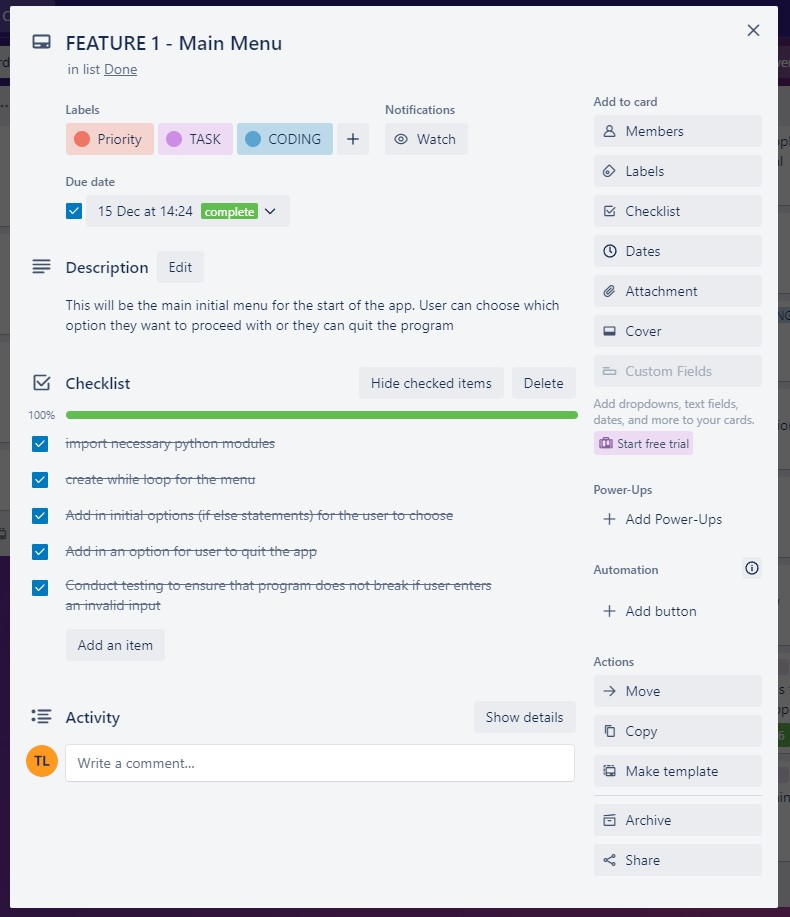 FEATURE 1 - Main Menu
in list Done
Labels
Priority
TASK
CODING
Notifications
Watch
Due date
15 Dec at 14:24 complete
Description
Edit
This will be the main initial menu for the start of the app. User can choose which
option they want to proceed with or they can quit the program
Checklist
Hide checked items
Delete
100%
import necessary python modules
create while loop for the menu
Add in initial options (if else statements) for the user to choose
Add in an option for user to quit the app
Conduct testing to ensure that program does not break if user enters
an invalid input
Add an item
Activity
Show details
TL
Write a comment...
Add to card
Members
Labels
Checklist
Dates
Attachment
Cover
Custom Fields
Add dropdowns, text fields,
dates, and more to your cards.
Start free trial
Power-Ups
Add Power-Ups
Automation
Add button
Actions
Move
Copy
Make template
Archive
Share